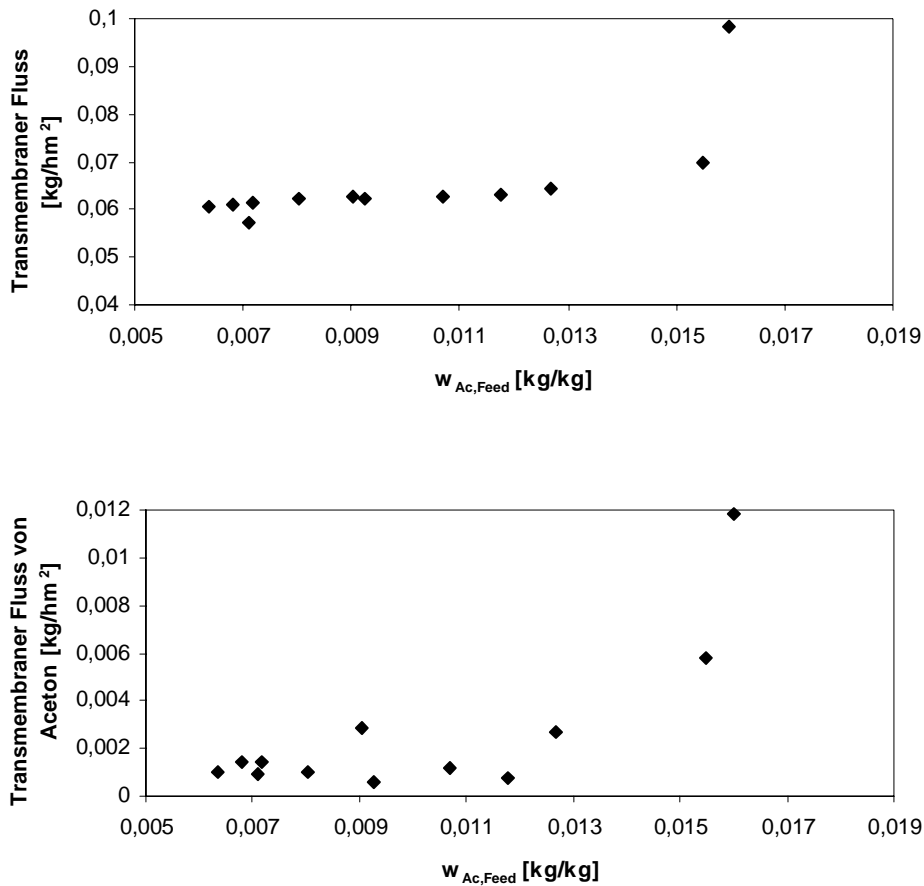 Transmembraner Fluss
[kg/hm²]
0,1
0,09
0,08
0,07
0,06
0,05
0,04
0,005 0,007 0,009 0,011 0,013 0,015 0,017 0,019
w Ac,Feed [kg/kg]
Transmembraner Fluss von
Aceton [kg/hm²]
0,012
0,01
0,008
0,006
0,004
0,002
0
0,005 0,007 0,009 0,011 0,013 0,015 0,017 0,019
w Ac,Feed [kg/kg]